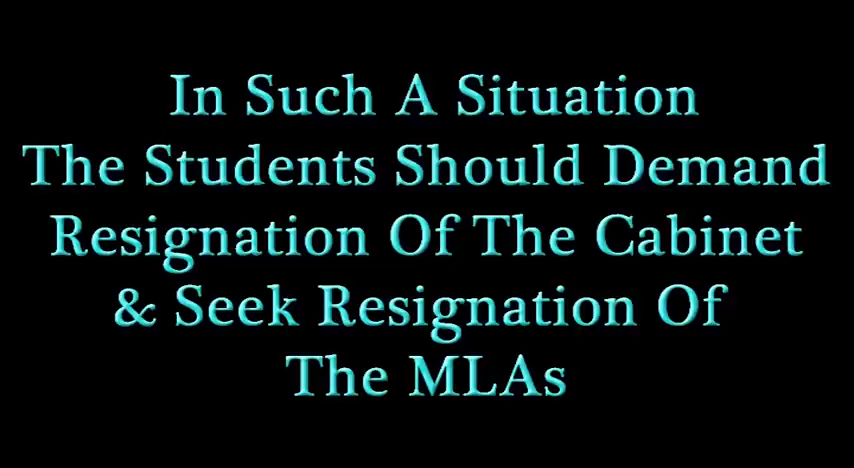 In Such A Situation
The Students Should Demand
Resignation Of The Cabinet
& Seek Resignation Of
The MLAs